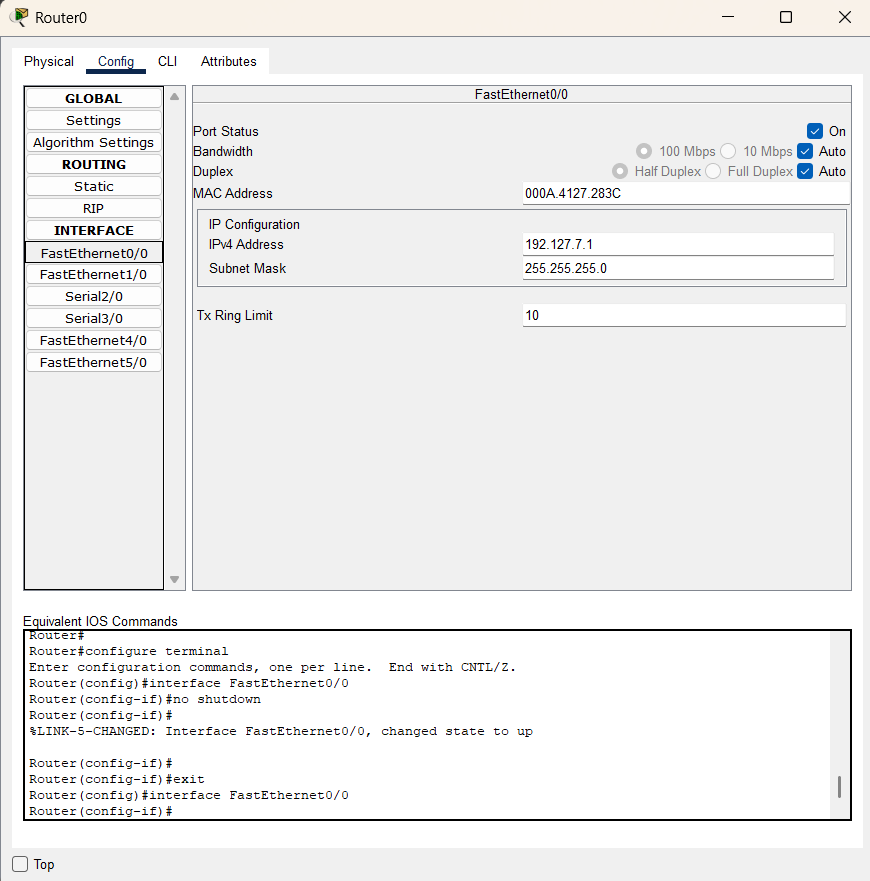 Router0
Physical Config CLI Attributes
GLOBAL
Settings
Algorithm Settings
ROUTING
Static
RIP
INTERFACE
FastEthernet0/0
FastEthernet1/0
Serial2/0
Serial3/0
FastEthernet4/0
FastEthernet5/0
FastEthernet0/0
Port Status On
Bandwidth 100 Mbps 10 Mbps Auto
Duplex Half Duplex Full Duplex Auto
MAC Address 000A.4127.283C
IP Configuration
IPv4 Address 192.127.7.1
Subnet Mask 255.255.255.0
Tx Ring Limit 10
Equivalent IOS Commands
Router#
Router#configure terminal
Enter configuration commands, one per line.  End with CNTL/Z.
Router(config)#interface FastEthernet0/0
Router(config-if)#no shutdown
Router(config-if)#
%LINK-5-CHANGED: Interface FastEthernet0/0, changed state to up
Router(config-if)#
Router(config-if)#exit
Router(config)#interface FastEthernet0/0
Router(config-if)#
Top